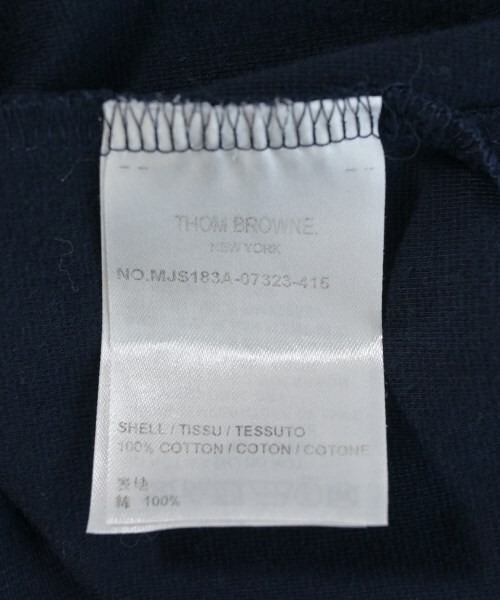 THOM BROWNE.
NEW YORK
NO.MJS183A-07323-415
SHELL / TISSU / TESSUTO
100% COTTON / COTON / COTONE
表地
綿 100%